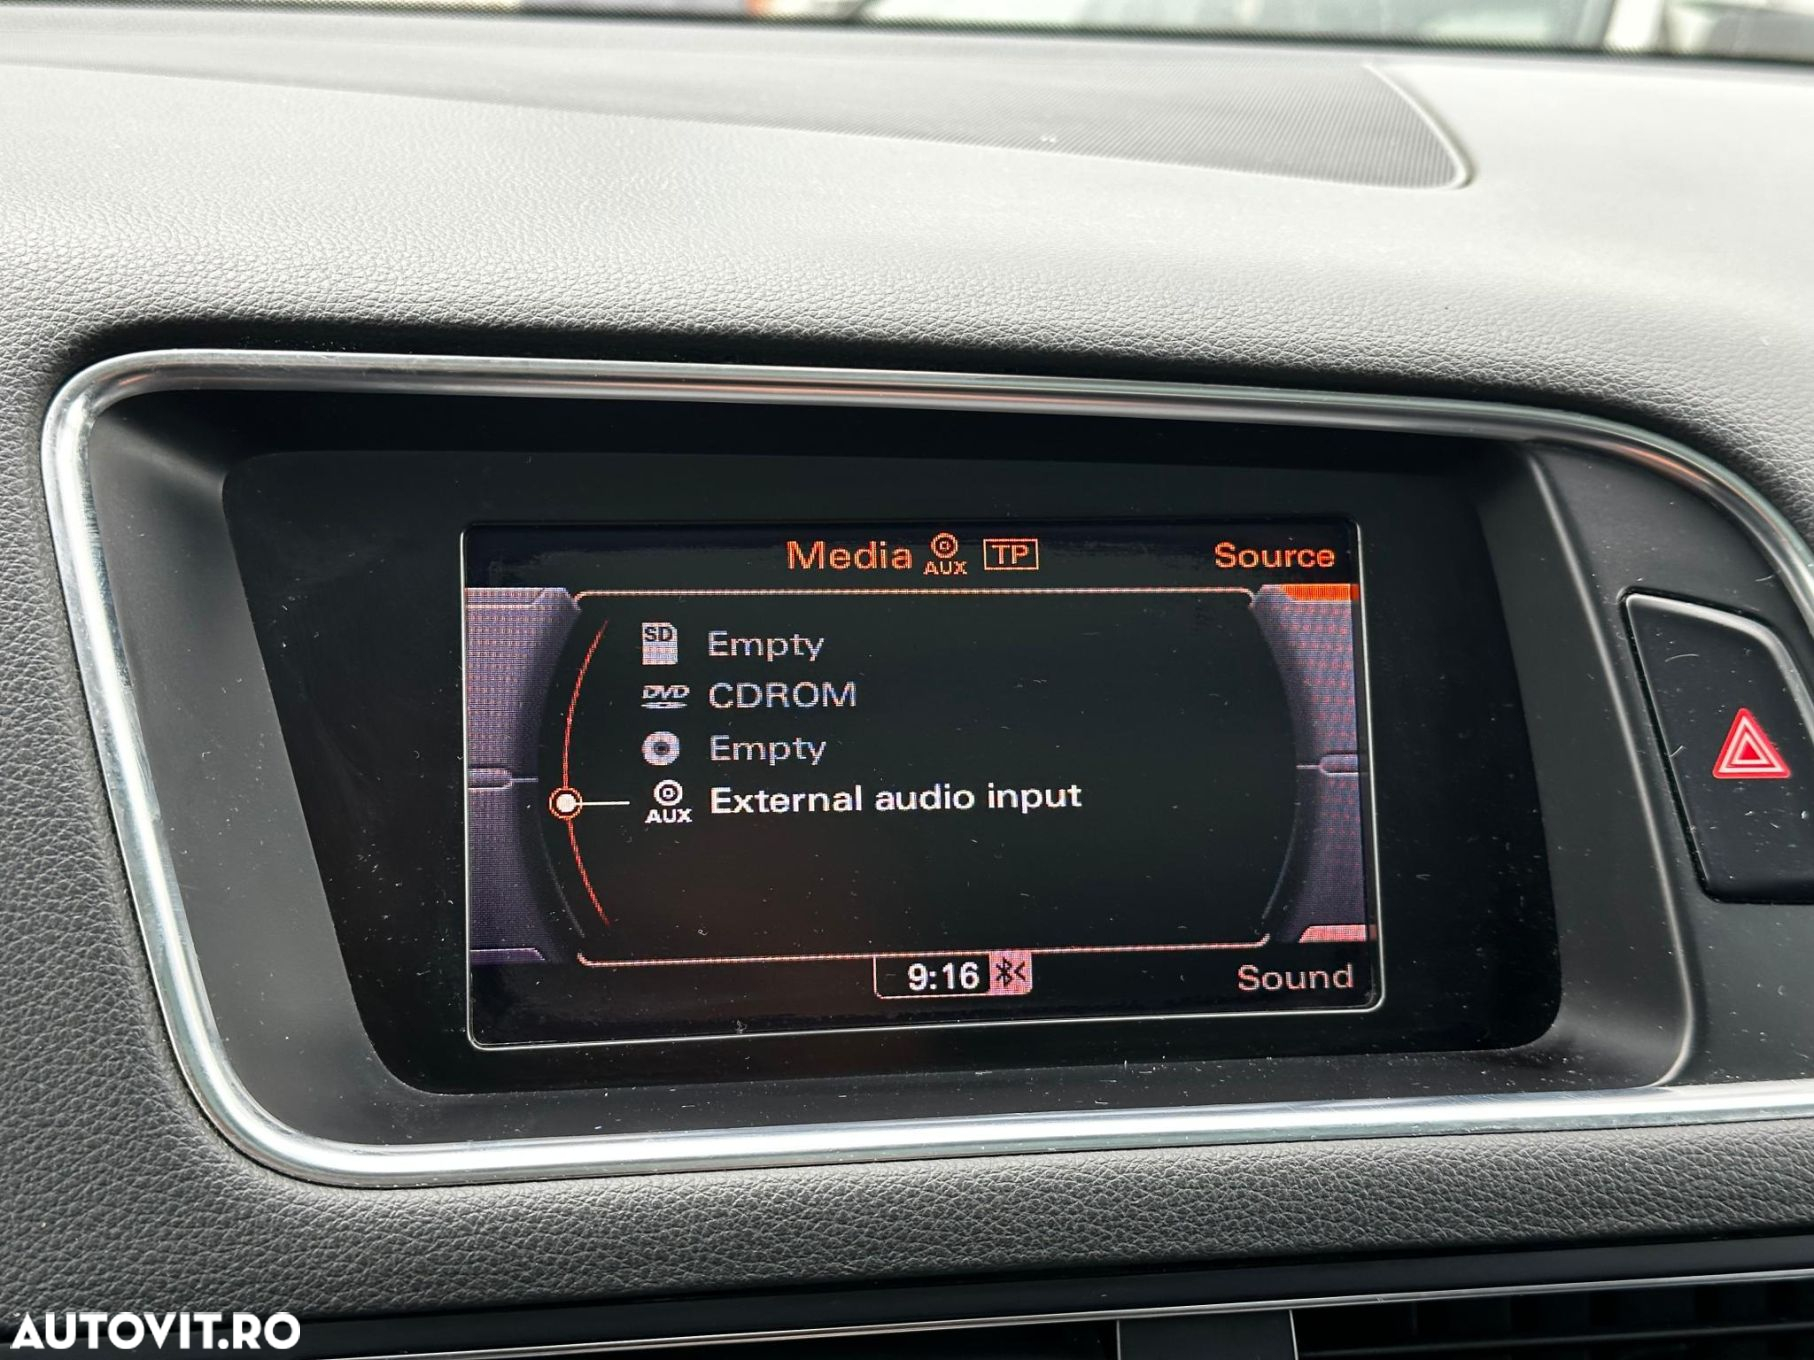 Media AUX TP Source
SD Empty
DVD CDROM
Empty
AUX External audio input
9:16 Sound
AUTOVIT.RO